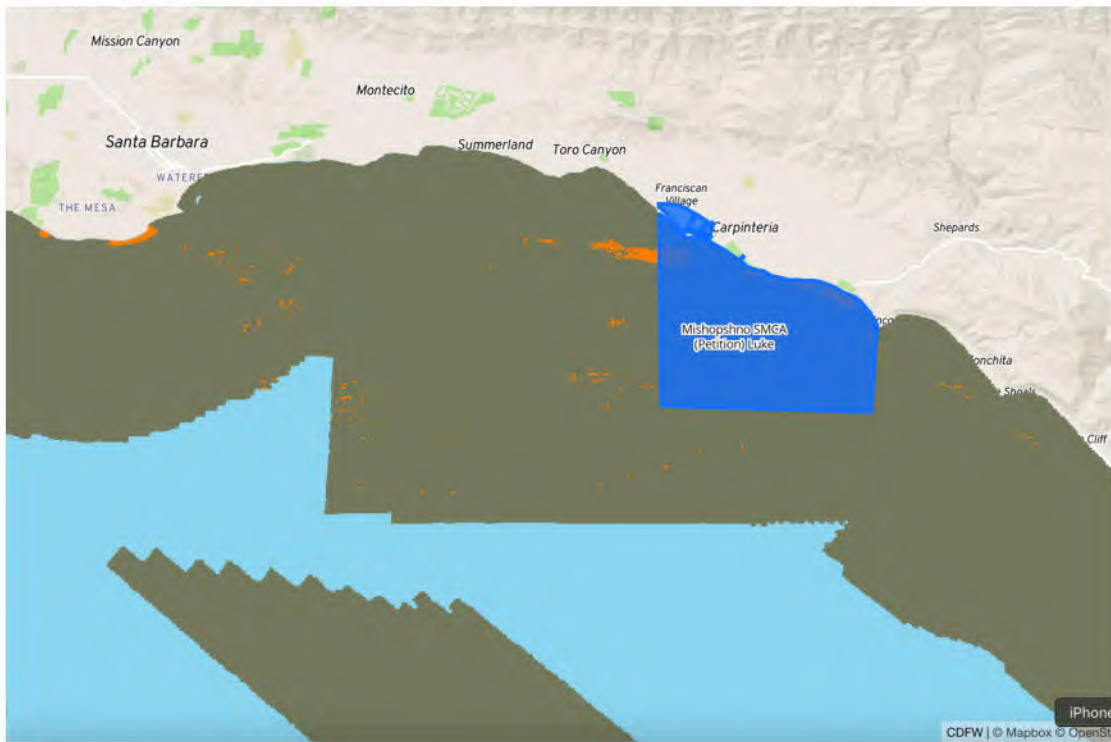 Mission Canyon
Montecito
Santa Barbara
Summerland
Toro Canyon
WATERF
THE MESA
Franciscan
Village
Carpinteria
Shepards
Mishopshno SMCA
(Petition) Luke
inco
onchita
e Shoals
Cliff
iPhone
CDFW | © Mapbox © OpenSt